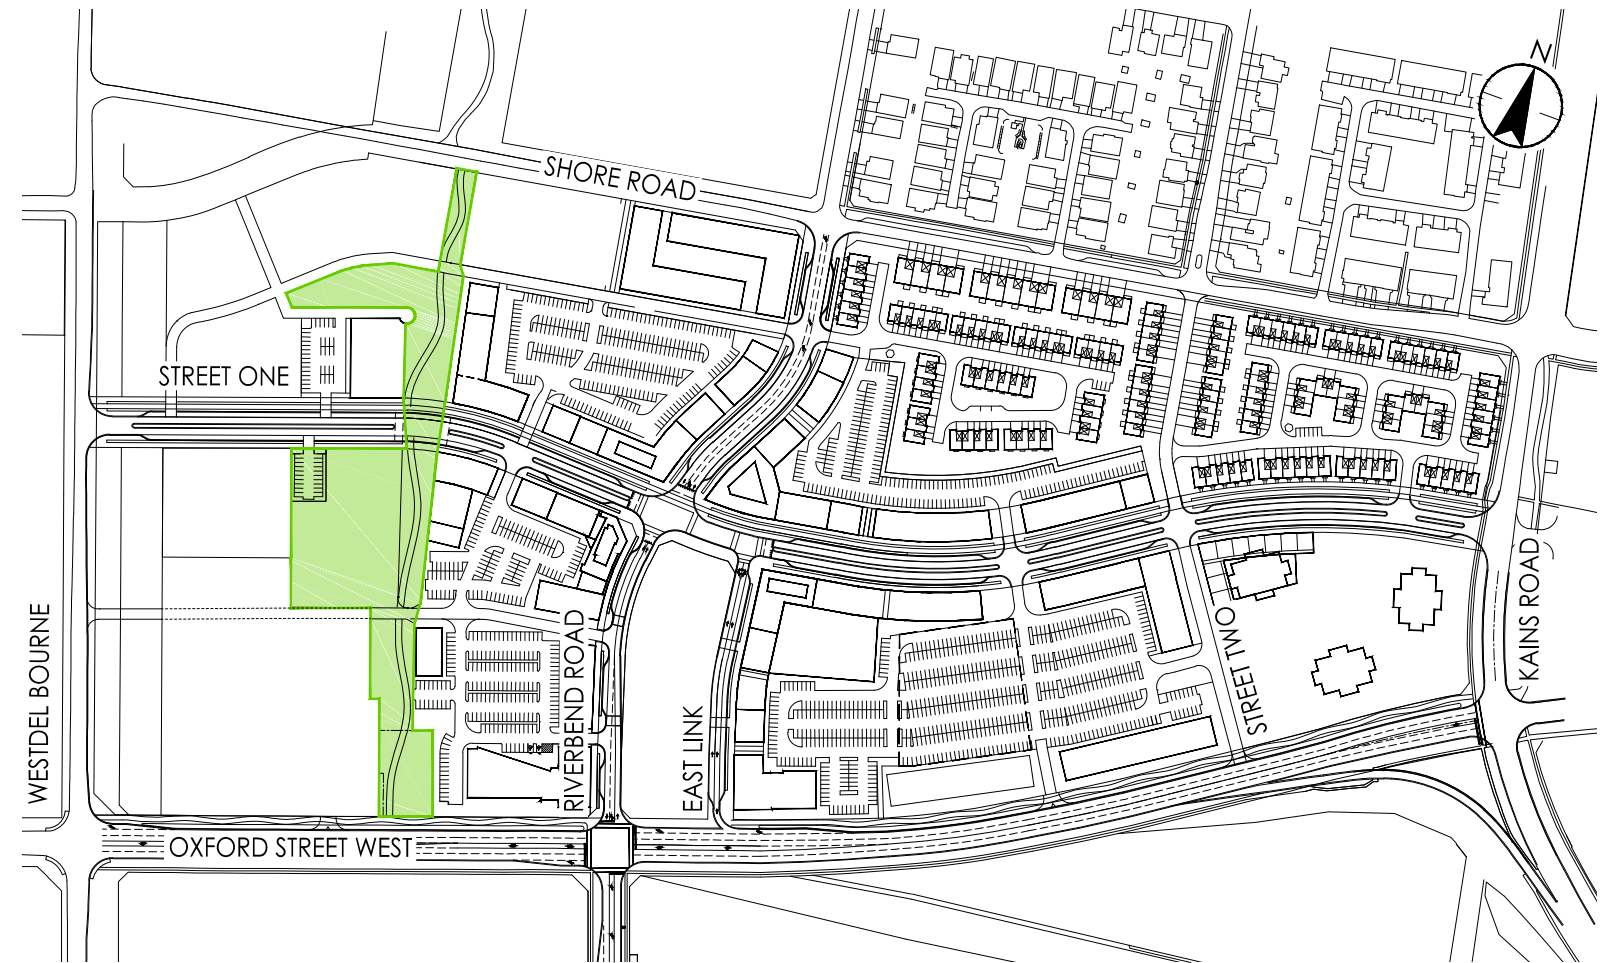 N
SHORE ROAD
STREET ONE
WESTDEL BOURNE
RIVERBEND ROAD
EAST LINK
STREET TWO
KAINS ROAD
OXFORD STREET WEST